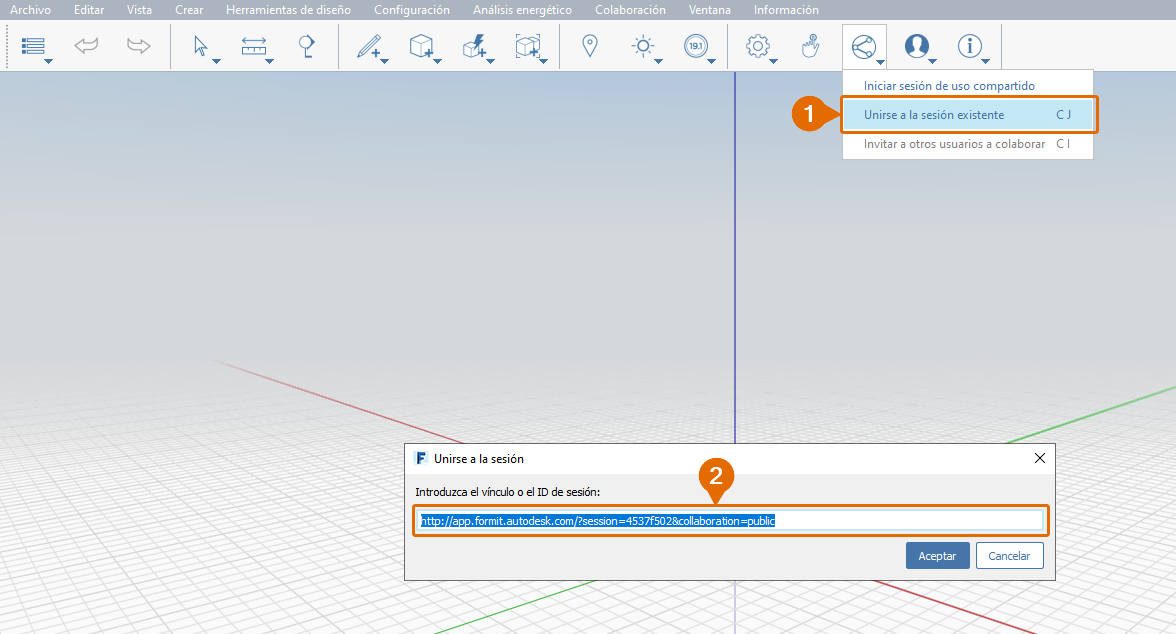 Archivo Editar Vista Crear Herramientas de diseño Configuración Análisis energético Colaboración Ventana Información
19.1
Iniciar sesión de uso compartido
1
Unirse a la sesión existente C J
Invitar a otros usuarios a colaborar C I
F Unirse a la sesión
2
Introduzca el vínculo o el ID de sesión:
http://app.formit.autodesk.com/?session=4537f502&collaboration=public
Aceptar Cancelar